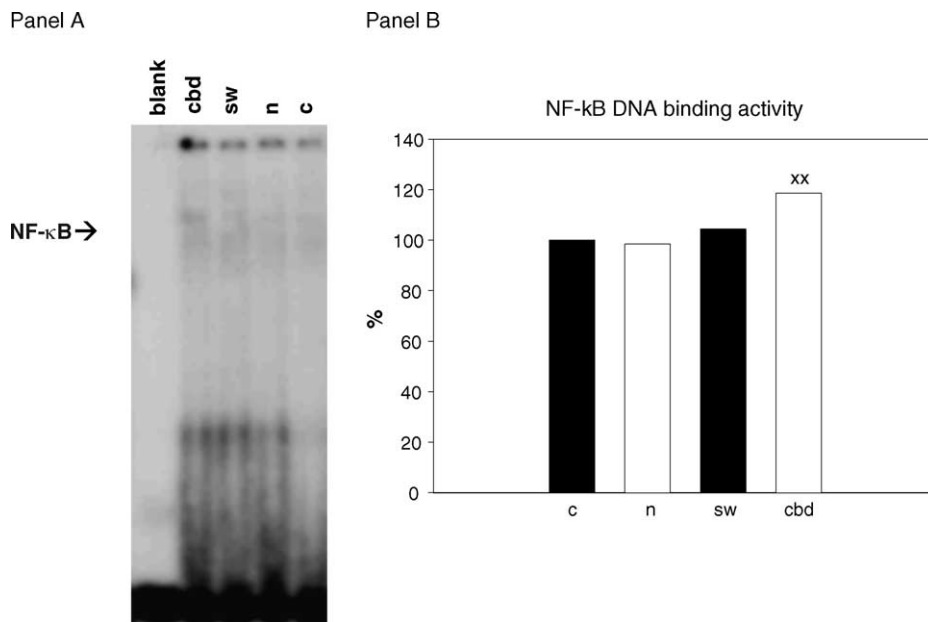 Panel A
blank
cbd
sw
n
c
NF-κB→
Panel B
NF-kB DNA binding activity
%
140
120
100
80
60
40
20
0
xx
c n sw cbd